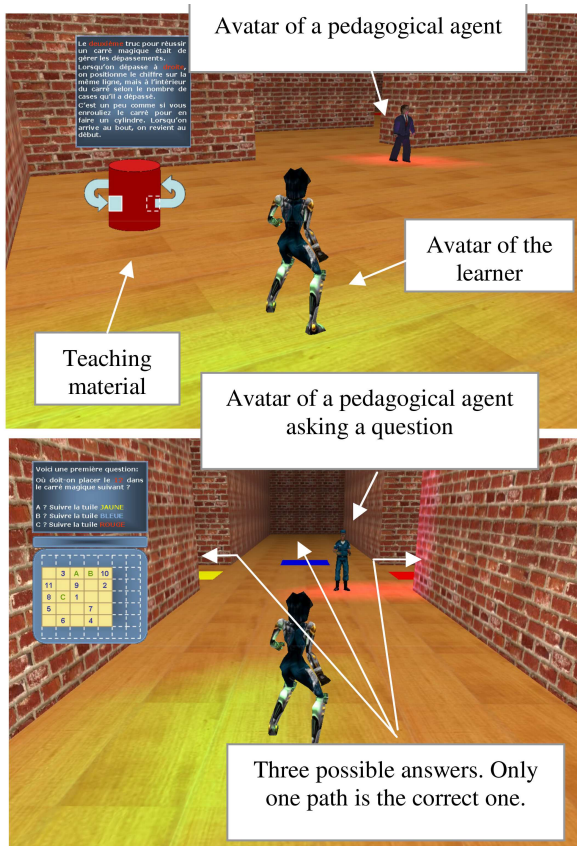 Avatar of a pedagogical agent
Le deuxième truc pour réussir
un carré magique était de
gérer les dépassements.
Lorsqu'on dépasse à droite,
on positionne le chiffre sur la
même ligne, mais à l'intérieur
du carré selon le nombre de
cases qu'il a dépassé.
C'est un peu comme si vous
enrouliez le carré pour en
faire un cylindre. Lorsqu'on
arrive au bout, on revient au
début.
Avatar of the
learner
Teaching
material
Avatar of a pedagogical agent
asking a question
Voici une première question:
Où doit-on placer le dans
le carré magique suivant ?
A ? Suivre la tuile JAUNE
B ? Suivre la tuile BLEUE
C ? Suivre la tuile ROUGE
3 A B 10
11 9 2
8 C 1
5 7
6 4
Three possible answers. Only
one path is the correct one.